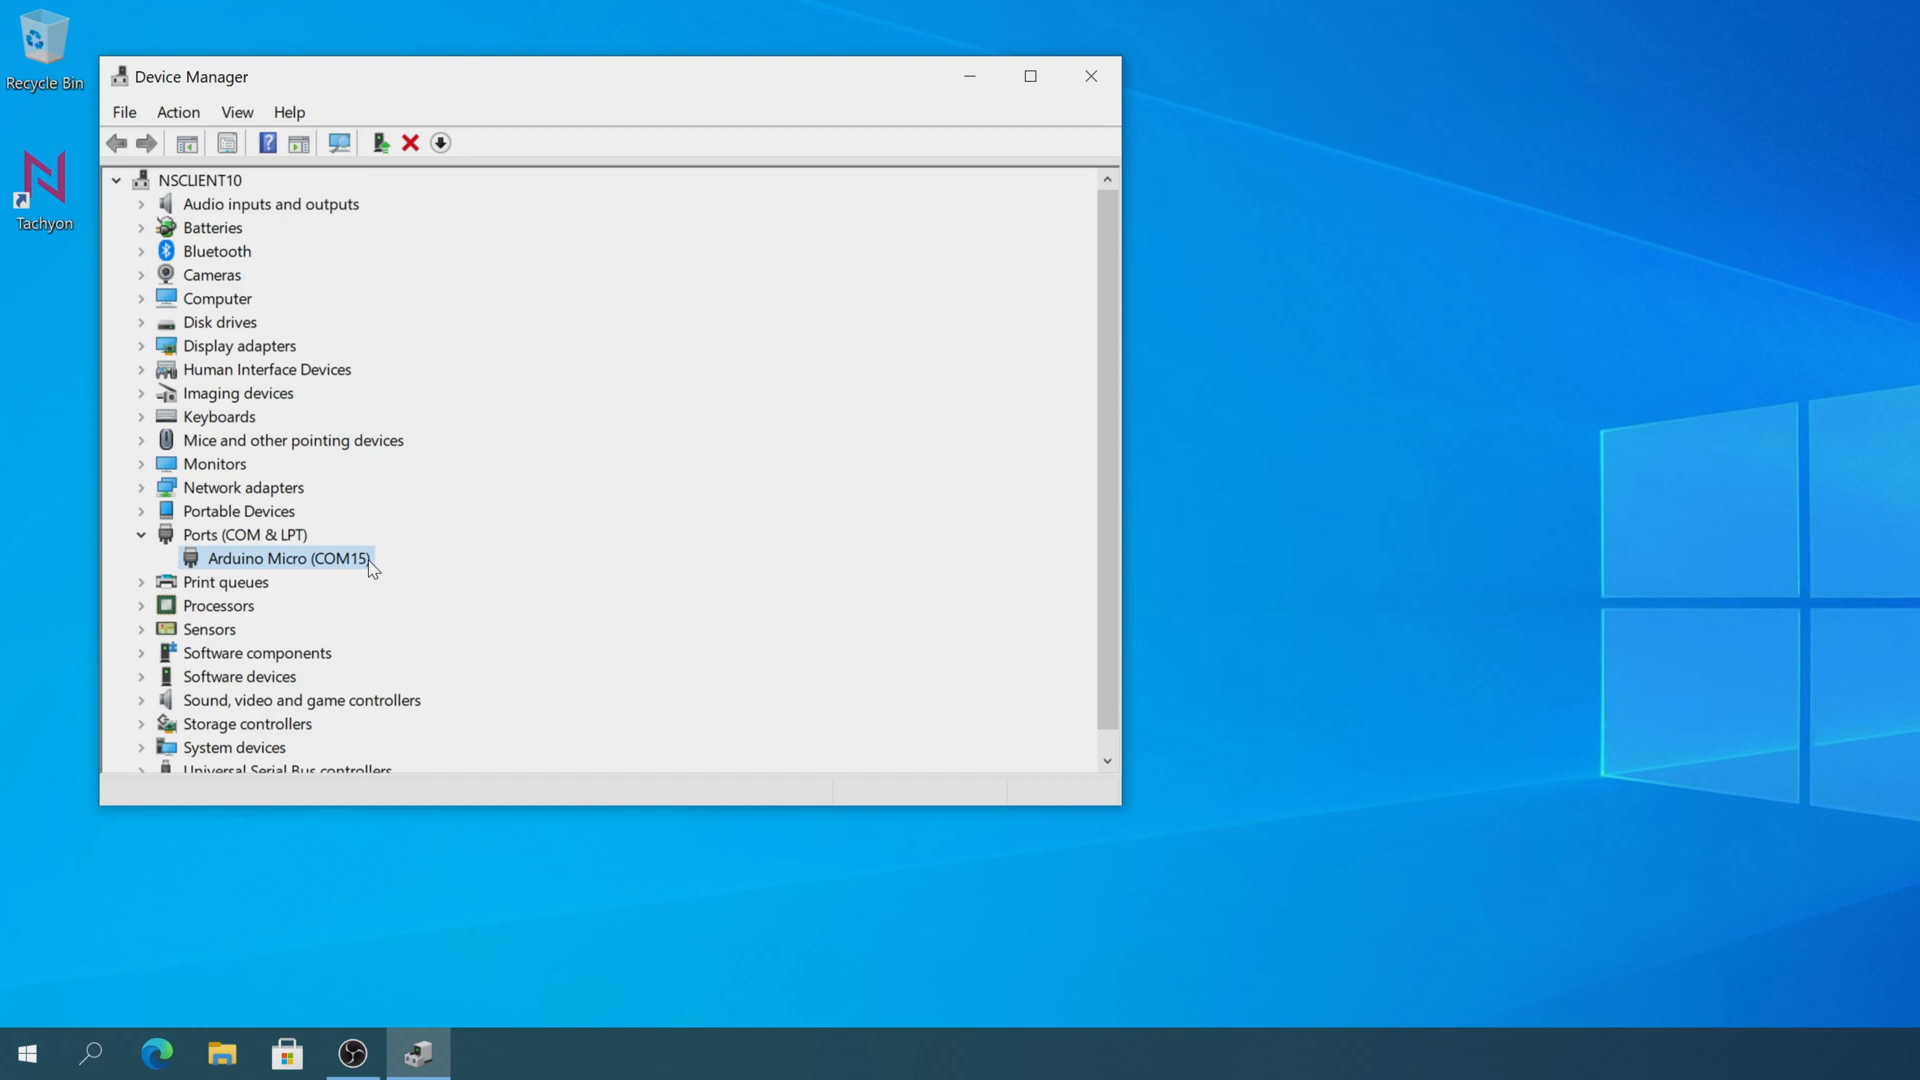 Recycle Bin
Tachyon
Device Manager
File Action View Help
NSCLIENT10
Audio inputs and outputs
Batteries
Bluetooth
Cameras
Computer
Disk drives
Display adapters
Human Interface Devices
Imaging devices
Keyboards
Mice and other pointing devices
Monitors
Network adapters
Portable Devices
Ports (COM & LPT)
Arduino Micro (COM15)
Print queues
Processors
Sensors
Software components
Software devices
Sound, video and game controllers
Storage controllers
System devices
Universal Serial Bus controllers